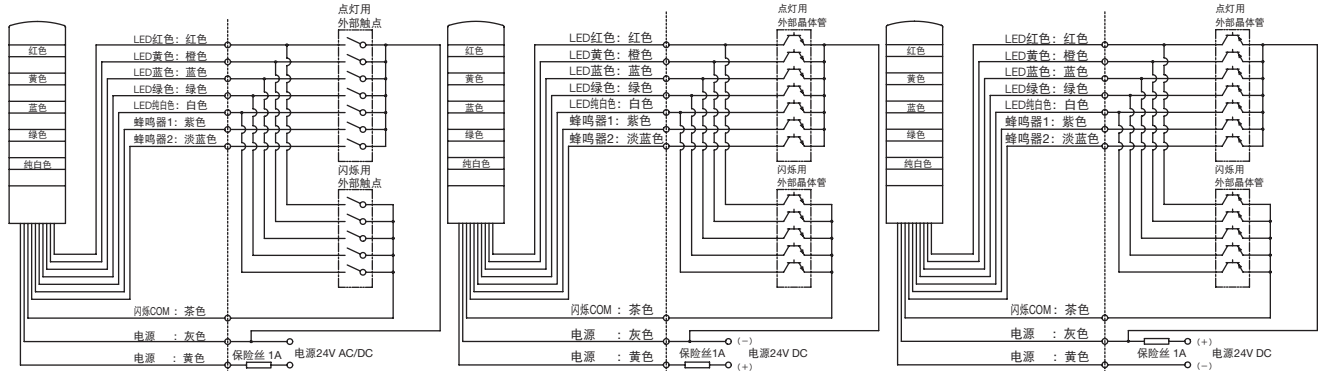 点灯用
外部触点
红色
黄色
蓝色
绿色
纯白色
LED红色：红色
LED黄色：橙色
LED蓝色：蓝色
LED绿色：绿色
LED纯白色：白色
蜂鸣器1：紫色
蜂鸣器2：淡蓝色
闪烁用
外部触点
闪烁COM ：茶色
电源 ：灰色
电源 ：黄色
保险丝 1A
电源24V AC/DC
点灯用
外部晶体管
红色
黄色
蓝色
绿色
纯白色
LED红色：红色
LED黄色：橙色
LED蓝色：蓝色
LED绿色：绿色
LED纯白色：白色
蜂鸣器1：紫色
蜂鸣器2：淡蓝色
闪烁用
外部晶体管
闪烁COM ：茶色
电源 ：灰色
电源 ：黄色
保险丝1A
(−)
电源24V DC
(+)
点灯用
外部晶体管
红色
黄色
蓝色
绿色
纯白色
LED红色：红色
LED黄色：橙色
LED蓝色：蓝色
LED绿色：绿色
LED纯白色：白色
蜂鸣器1：紫色
蜂鸣器2：淡蓝色
闪烁用
外部晶体管
闪烁COM ：茶色
电源 ：灰色
电源 ：黄色
保险丝 1A
(+)
电源24V DC
(−)